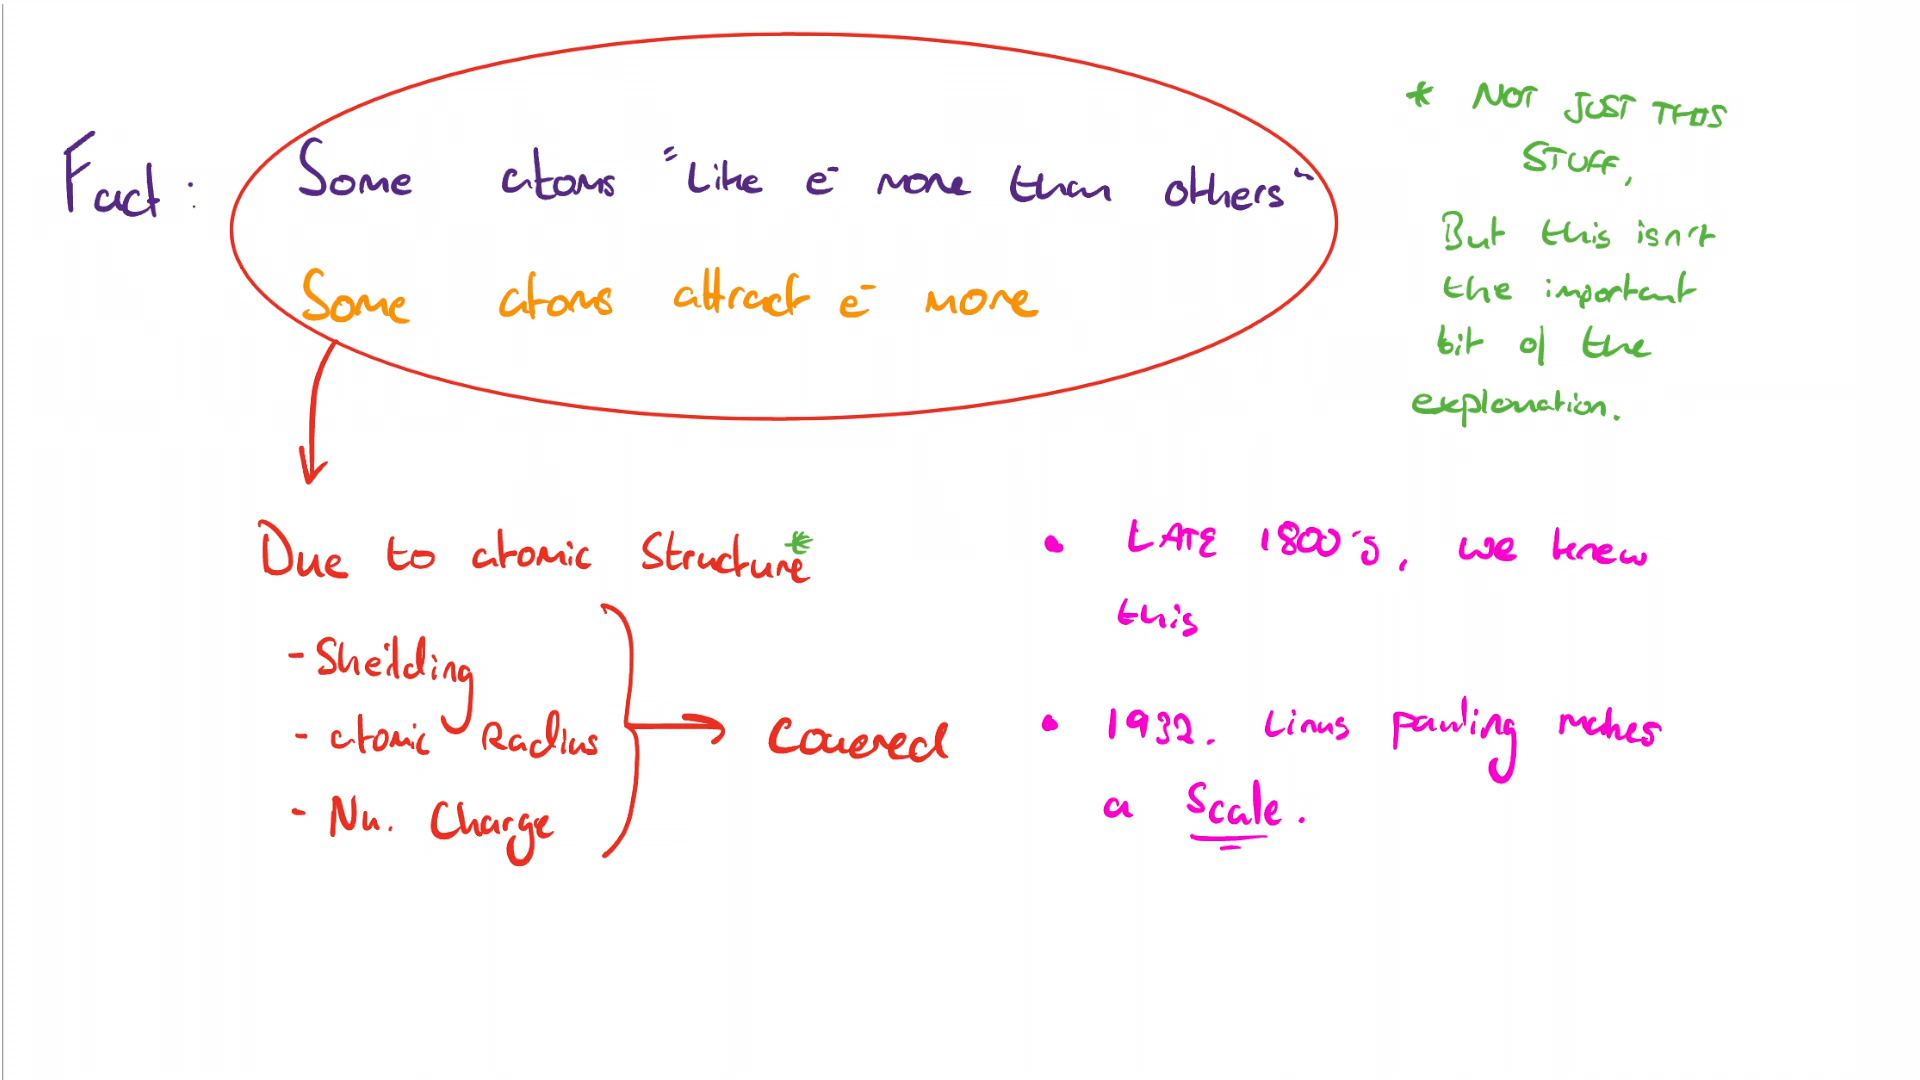 Fact: Some atoms "Like e⁻ more than others"
Some atoms attract e⁻ more
* NOT JUST THIS
STUFF,
But this isn't
the important
bit of the
explanation.
Due to atomic Structure*
- Sheilding
- atomic Radius
- Nu. Charge
Covered
• LATE 1800's, we knew
this
• 1932. Linus pauling makes
a Scale.